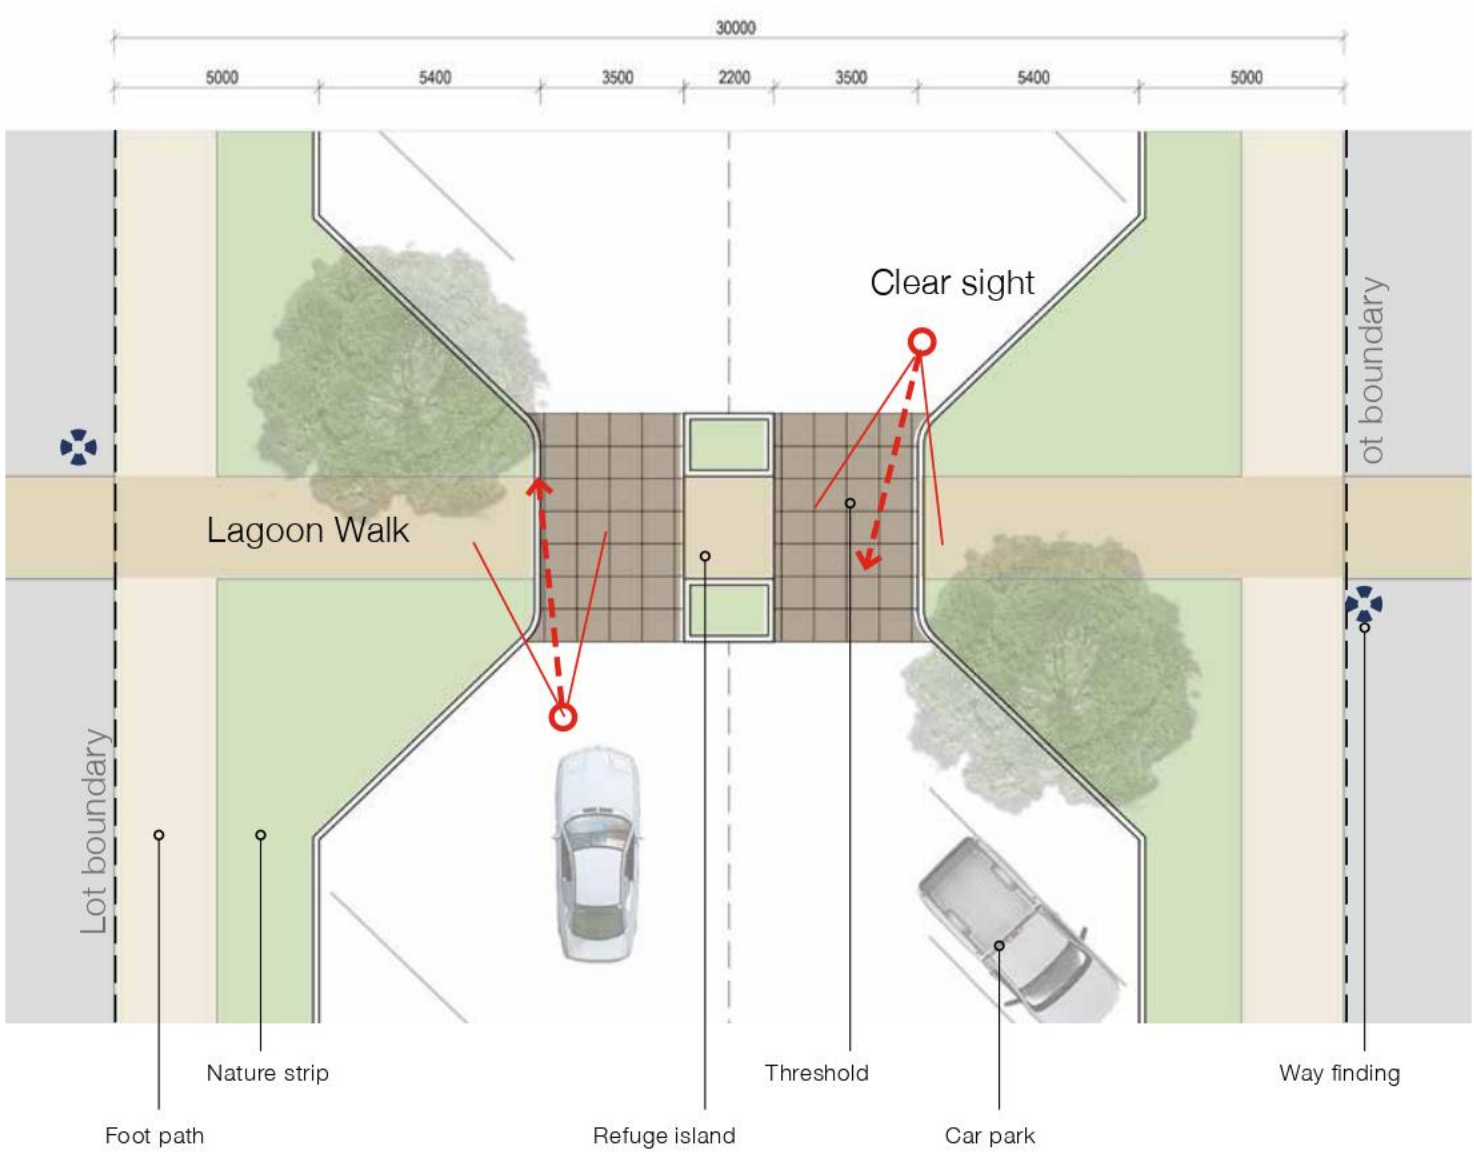 30000
5000 5400 3500 2200 3500 5400 5000
Clear sight
ot boundary
Lagoon Walk
Lot boundary
Nature strip
Threshold
Way finding
Foot path
Refuge island
Car park